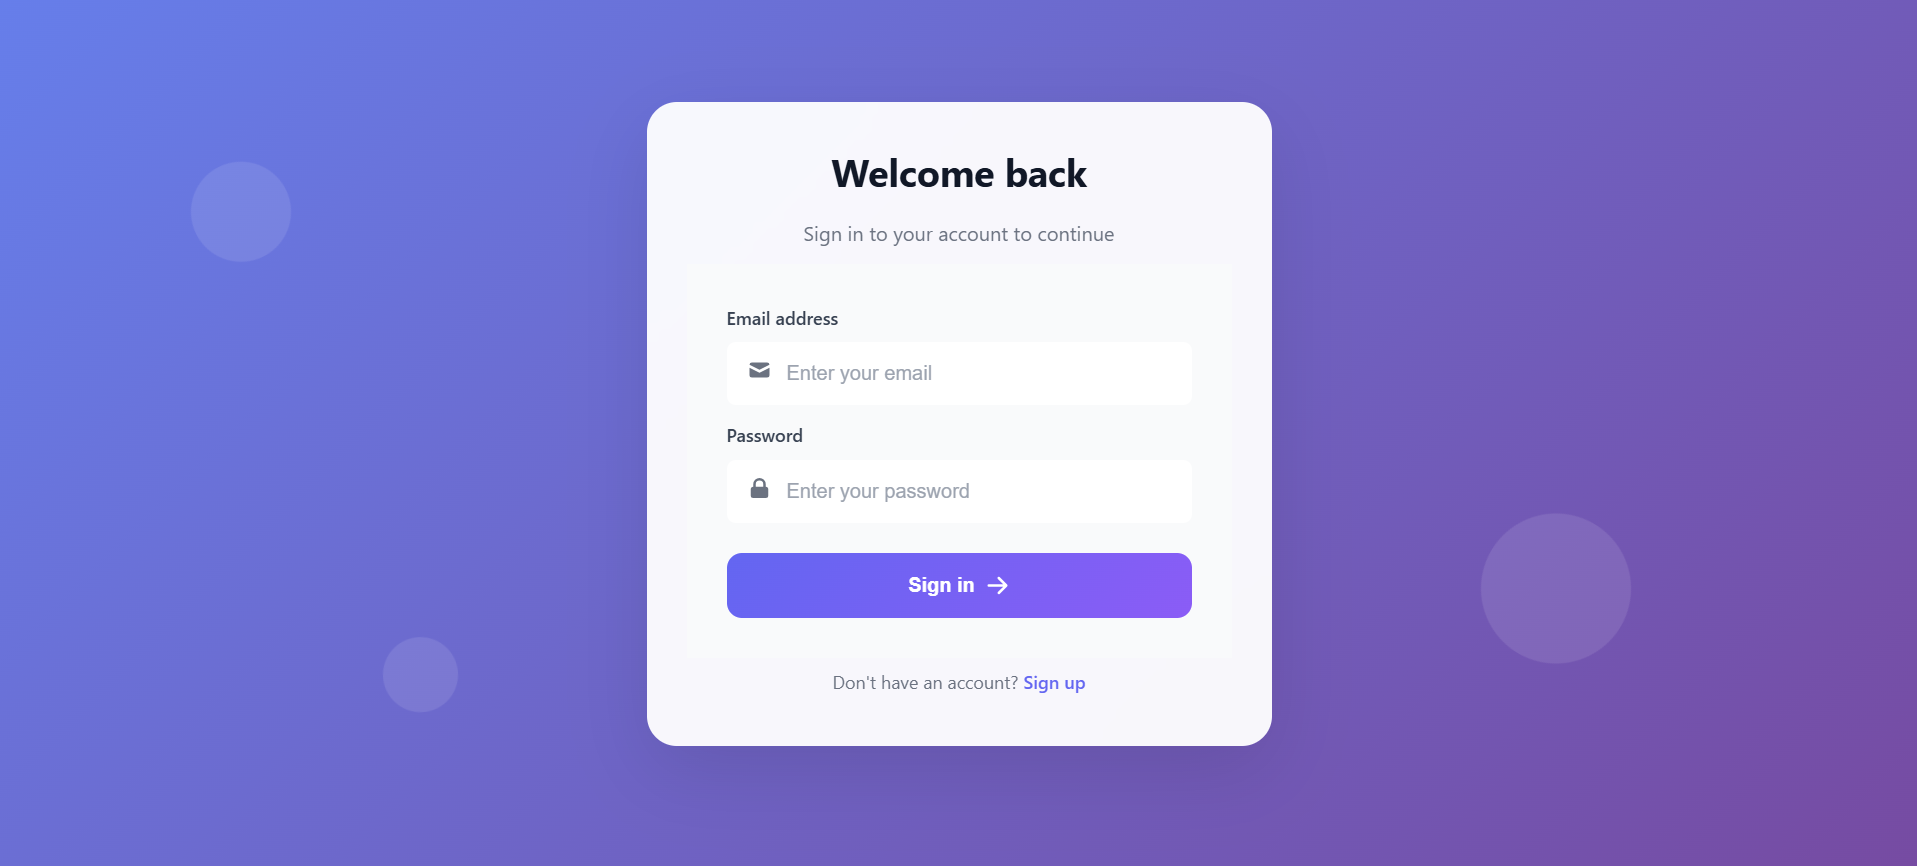 Welcome back
Sign in to your account to continue
Email address
Enter your email
Password
Enter your password
Sign in
Don't have an account? Sign up